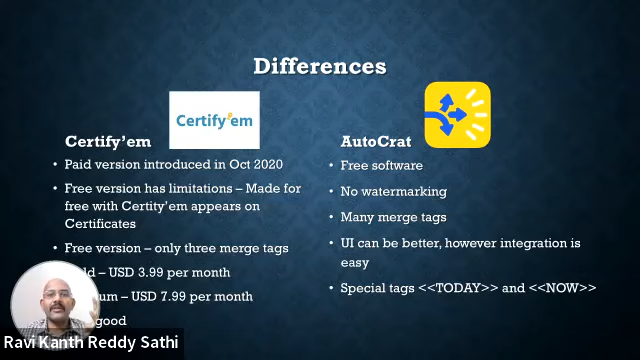 Differences
Certify'em
Certify'em
• Paid version introduced in Oct 2020
• Free version has limitations – Made for
free with Certity'em appears on
Certificates
• Free version – only three merge tags
– USD 3.99 per month
– USD 7.99 per month
good
AutoCrat
• Free software
• No watermarking
• Many merge tags
• UI can be better, however integration is
easy
• Special tags <<TODAY>> and <<NOW>>
Ravi Kanth Reddy Sathi